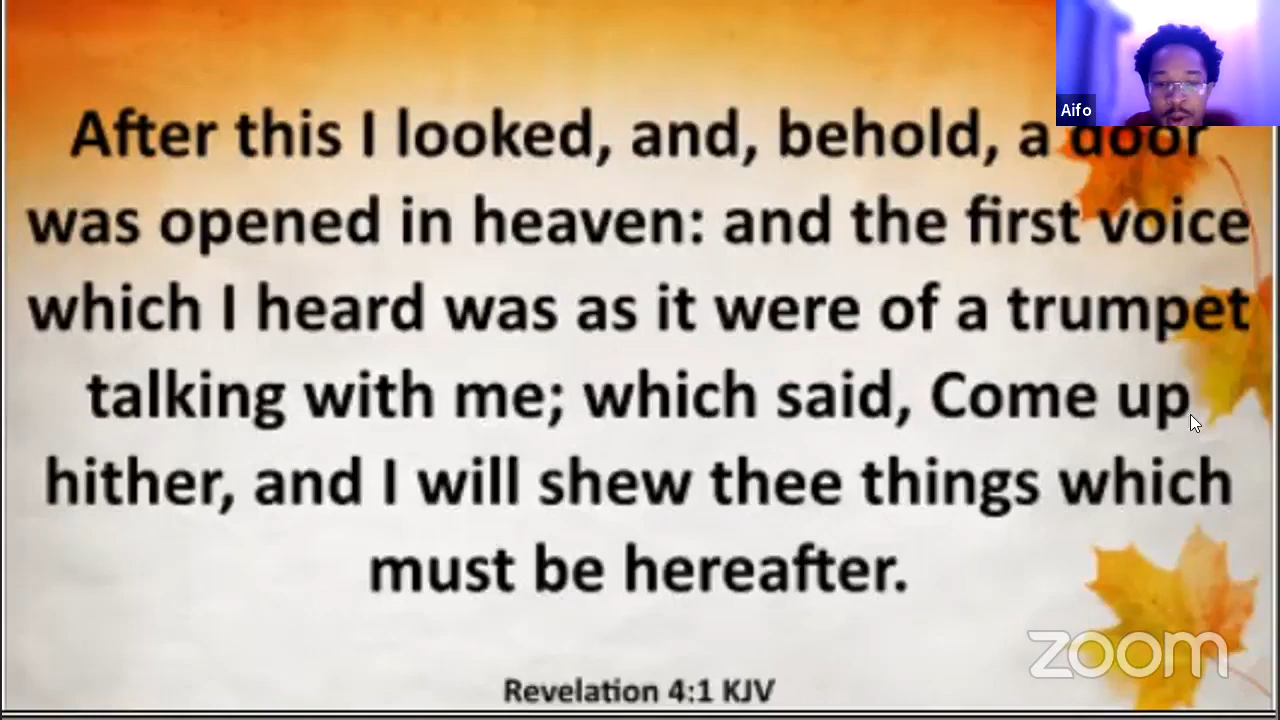 Aifo
After this I looked, and, behold, a door
was opened in heaven: and the first voice
which I heard was as it were of a trumpet
talking with me; which said, Come up
hither, and I will shew thee things which
must be hereafter.
zoom
Revelation 4:1 KJV